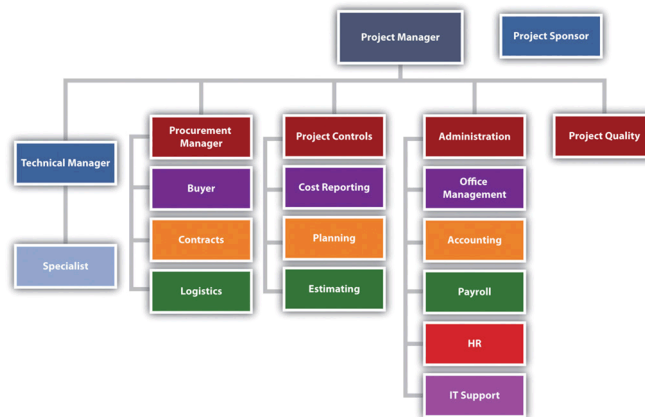 Project Manager
Project Sponsor
Technical Manager
Procurement
Manager
Project Controls
Administration
Project Quality
Buyer
Cost Reporting
Office
Management
Specialist
Contracts
Planning
Accounting
Logistics
Estimating
Payroll
HR
IT Support